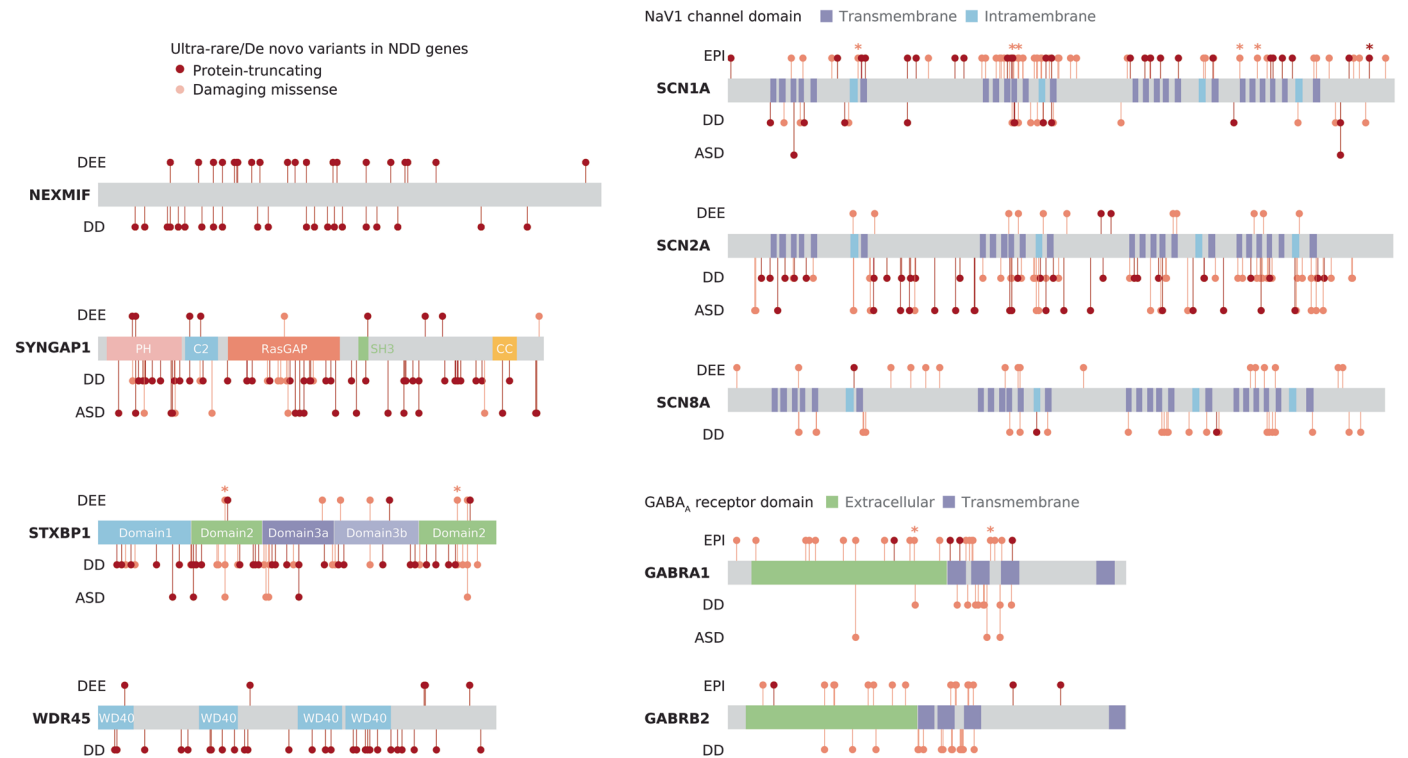 Ultra-rare/De novo variants in NDD genes
Protein-truncating
Damaging missense
DEE
NEXMIF
DD
DEE
SYNGAP1
PH C2 RasGAP SH3 CC
DD
ASD
* *
DEE
STXBP1
Domain1 Domain2 Domain3a Domain3b Domain2
DD
ASD
DEE
WDR45
WD40 WD40 WD40 WD40
DD
NaV1 channel domain Transmembrane Intramembrane
* * * * * *
EPI
SCN1A
DD
ASD
DEE
SCN2A
DD
ASD
DEE
SCN8A
DD
GABAA receptor domain Extracellular Transmembrane
* *
EPI
GABRA1
DD
ASD
EPI
GABRB2
DD